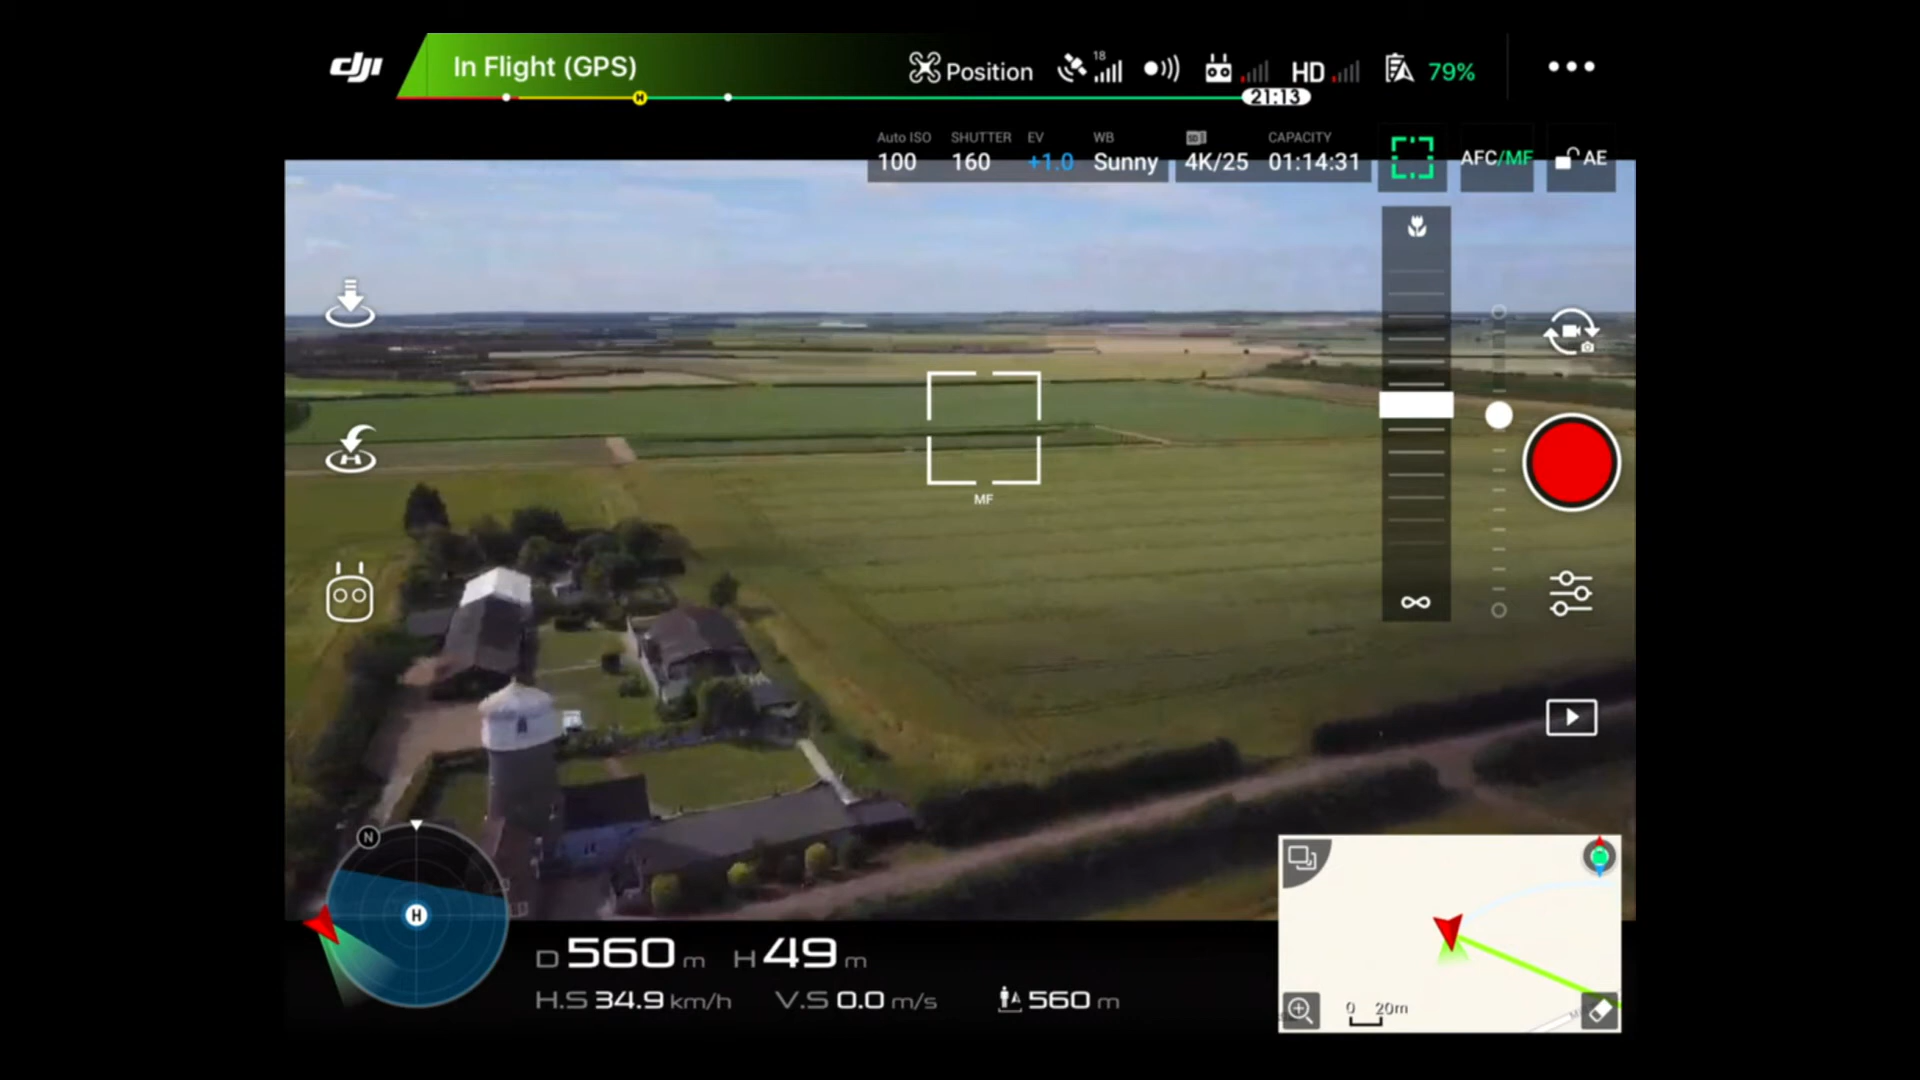 dji
In Flight (GPS)
Position
18
HD
79%
H
21:13
Auto ISO
100
SHUTTER
160
EV
+1.0
WB
Sunny
SD
4K/25
CAPACITY
01:14:31
AFC/MF
AE
MF
∞
H
N
H
D 560 m
H 49 m
H.S 34.9 km/h
V.S 0.0 m/s
560 m
0 20m